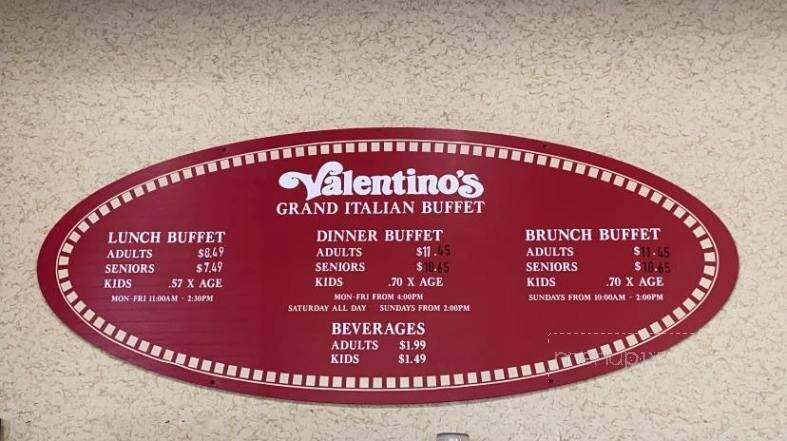 Valentino's
GRAND ITALIAN BUFFET
LUNCH BUFFET
ADULTS $8.49
SENIORS $7.49
KIDS .57 X AGE
MON-FRI 11:00AM - 2:30PM
DINNER BUFFET
ADULTS $11.45
SENIORS $10.65
KIDS .70 X AGE
MON-FRI FROM 4:00PM
SATURDAY ALL DAY SUNDAYS FROM 2:00PM
BRUNCH BUFFET
ADULTS $11.45
SENIORS $10.65
KIDS .70 X AGE
SUNDAYS FROM 10:00AM - 2:00PM
BEVERAGES
ADULTS $1.99
KIDS $1.49